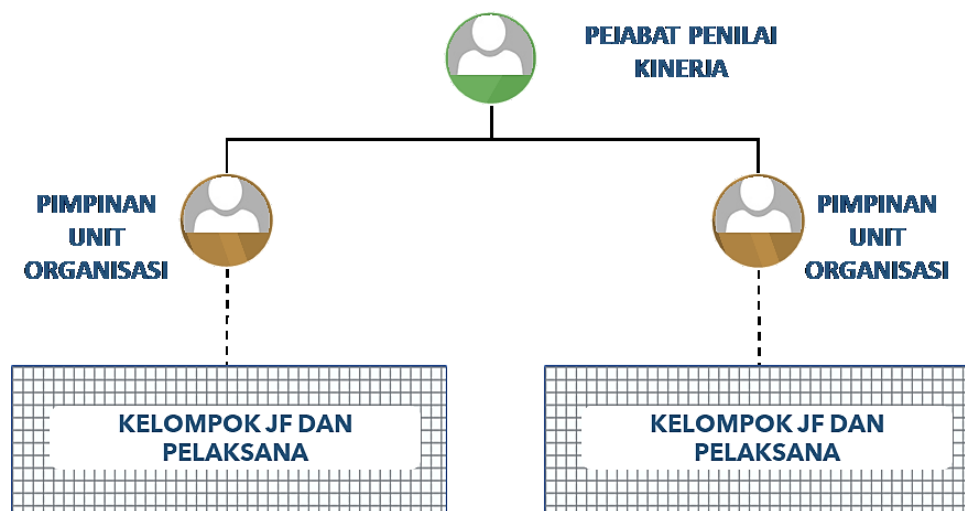 PEJABAT PENILAI
KINERJA
PIMPINAN
UNIT
ORGANISASI
PIMPINAN
UNIT
ORGANISASI
KELOMPOK JF DAN
PELAKSANA
KELOMPOK JF DAN
PELAKSANA